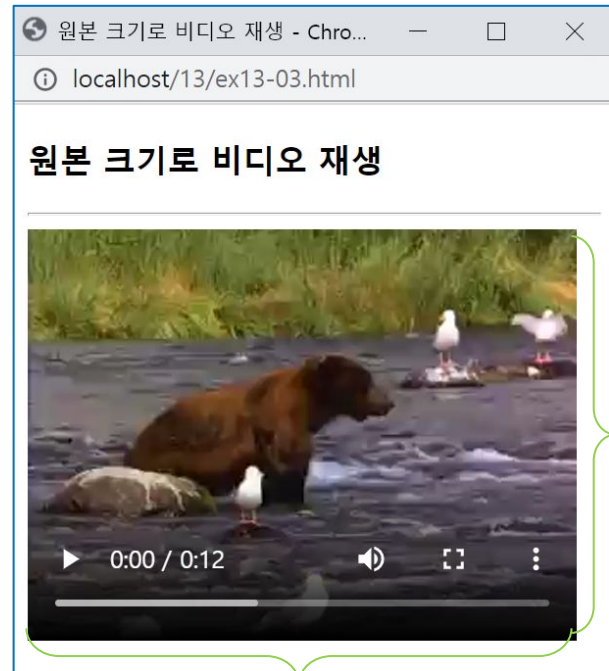 원본 크기로 비디오 재생 - Chro...
localhost/13/ex13-03.html
원본 크기로 비디오 재생
0:00 / 0:12